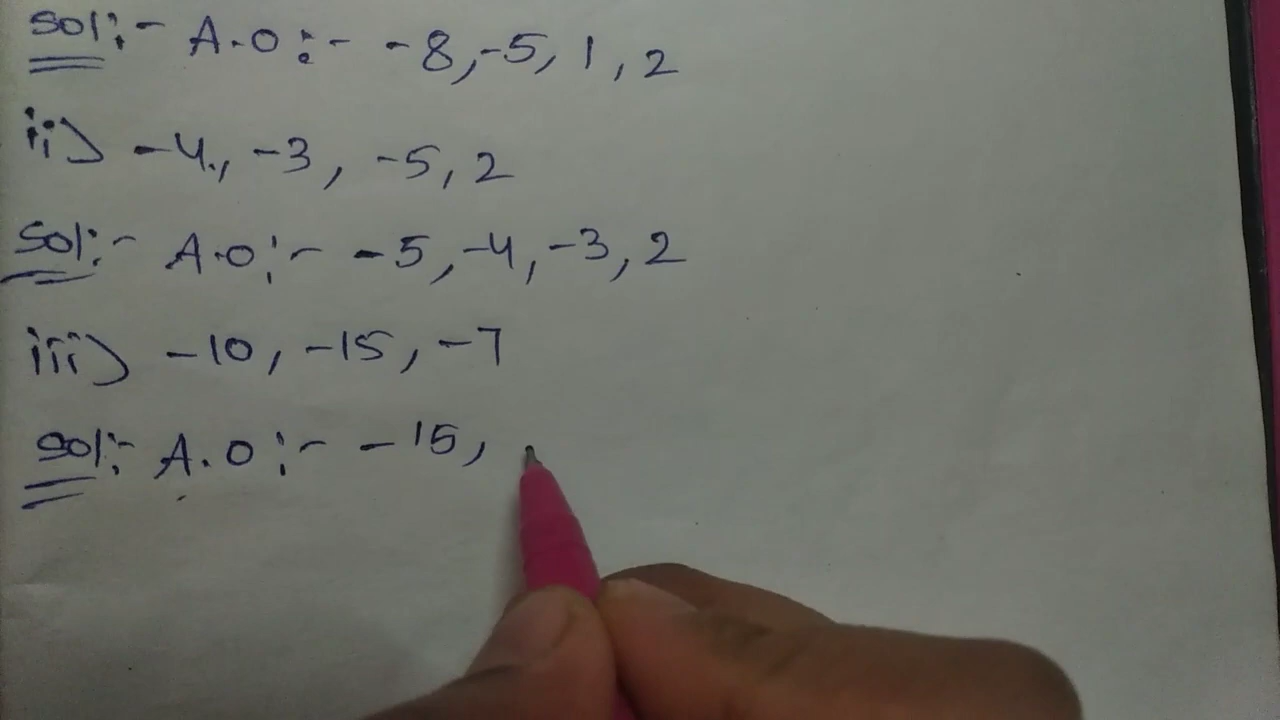 Sol:- A.O:- -8, -5, 1, 2
ii) -4, -3, -5, 2
Sol:- A.O:- -5, -4, -3, 2
iii) -10, -15, -7
Sol:- A.O:- -15,